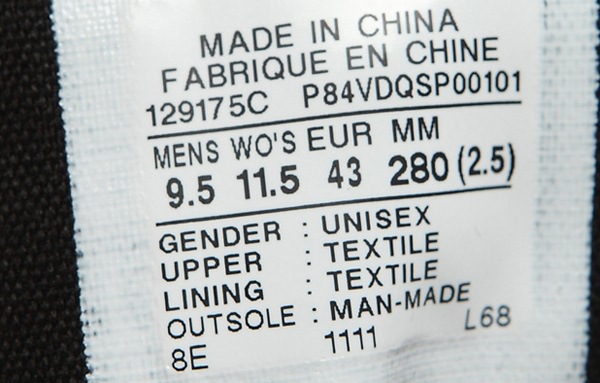 MADE IN CHINA
FABRIQUE EN CHINE
129175C P84VDQSP00101
MENS WO'S EUR MM
9.5 11.5 43 280 (2.5)
GENDER : UNISEX
UPPER : TEXTILE
LINING : TEXTILE
OUTSOLE : MAN-MADE
8E 1111 L68